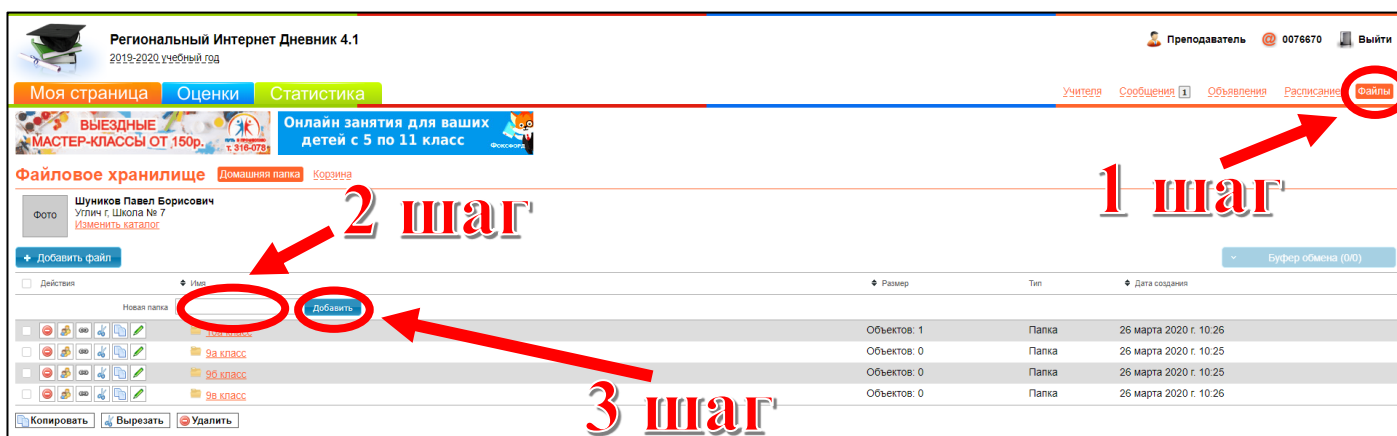 Региональный Интернет Дневник 4.1
2019-2020 учебный год
Преподаватель @ 0076670 Выйти
Моя страница Оценки Статистика
Учителя Сообщения 1 Объявления Расписание Файлы
ВЫЕЗДНЫЕ
МАСТЕР-КЛАССЫ ОТ 150р.
т. 316-078
Онлайн занятия для ваших
детей с 5 по 11 класс
Фоксфорд
1 шаг
Файловое хранилище Домашняя папка Корзина
Фото
Шуников Павел Борисович
Углич г, Школа № 7
Изменить каталог
2 шаг
+ Добавить файл
Буфер обмена (0/0)
Действия Имя Размер Тип Дата создания
Новая папка Добавить
класс Объектов: 1 Папка 26 марта 2020 г. 10:26
9а класс Объектов: 0 Папка 26 марта 2020 г. 10:25
9б класс Объектов: 0 Папка 26 марта 2020 г. 10:25
9в класс Объектов: 0 Папка 26 марта 2020 г. 10:26
3 шаг
Копировать Вырезать Удалить